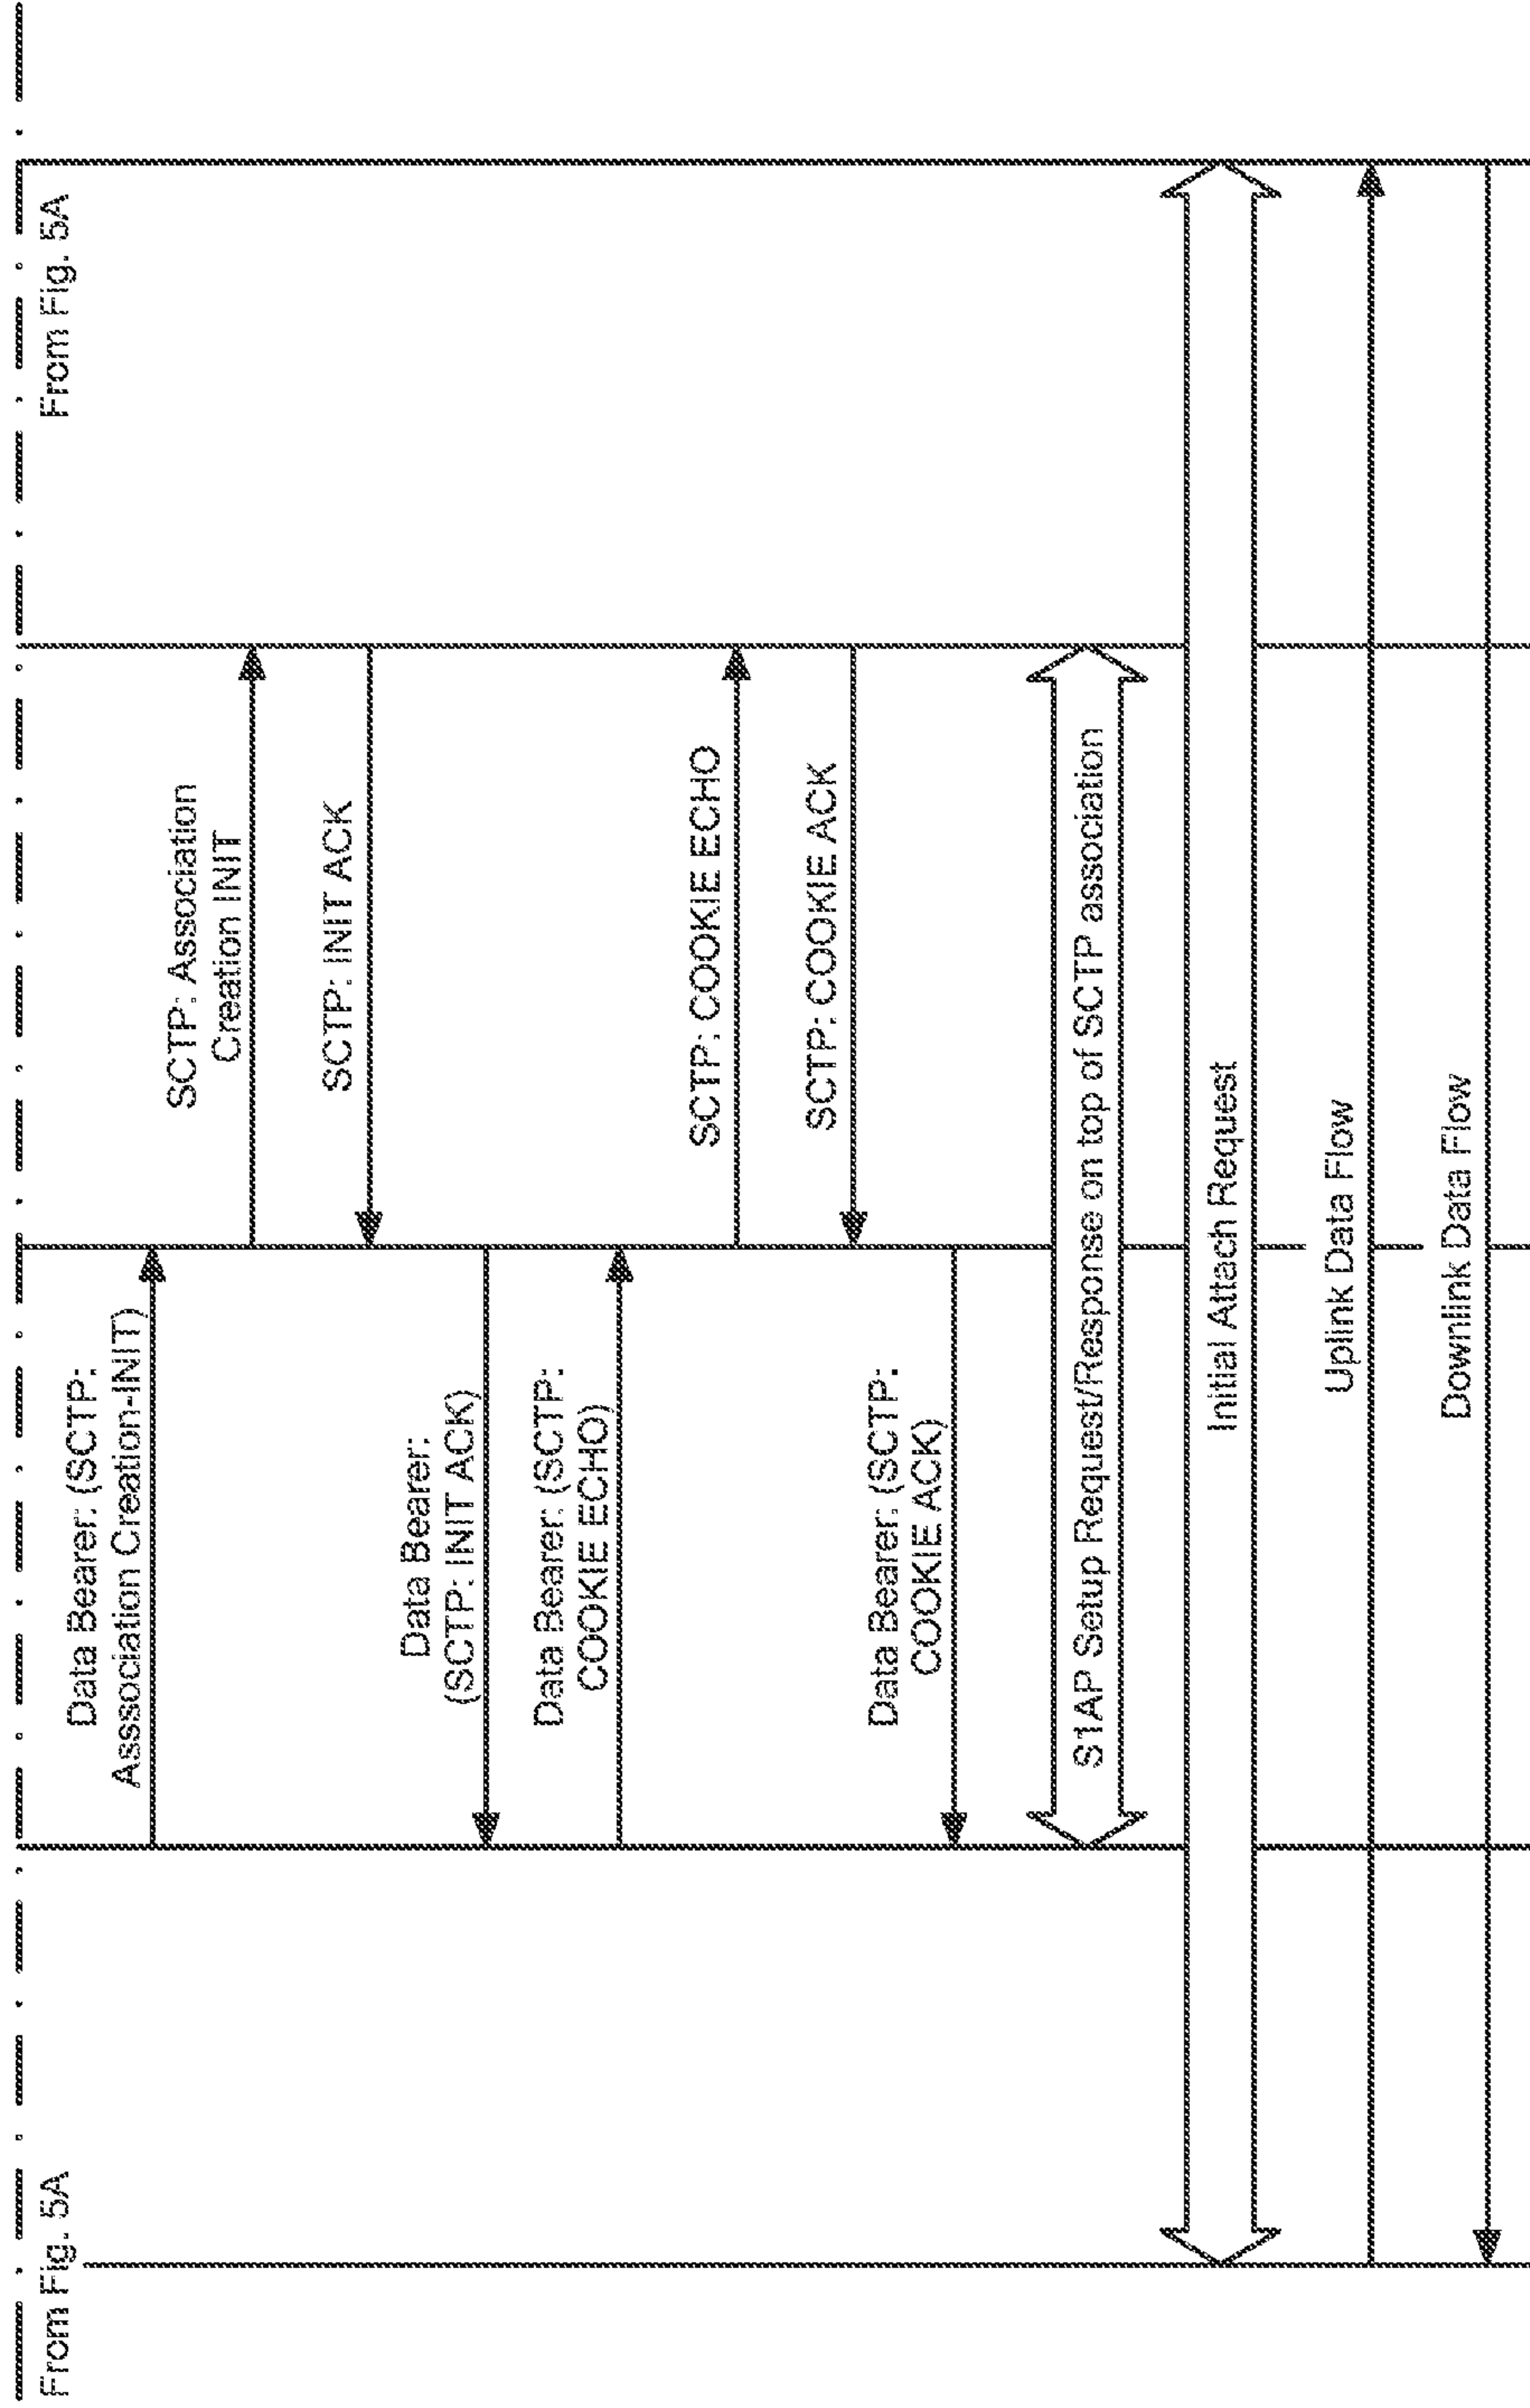 From Fig. 5A
From Fig. 5A
Data Bearer: (SCTP:
Association Creation-INIT)
SCTP: Association
Creation INIT
SCTP: INIT ACK
Data Bearer:
(SCTP: INIT ACK)
Data Bearer: (SCTP:
COOKIE ECHO)
SCTP: COOKIE ECHO
SCTP: COOKIE ACK
Data Bearer: (SCTP:
COOKIE ACK)
S1AP Setup Request/Response on top of SCTP association
Initial Attach Request
Uplink Data Flow
Downlink Data Flow